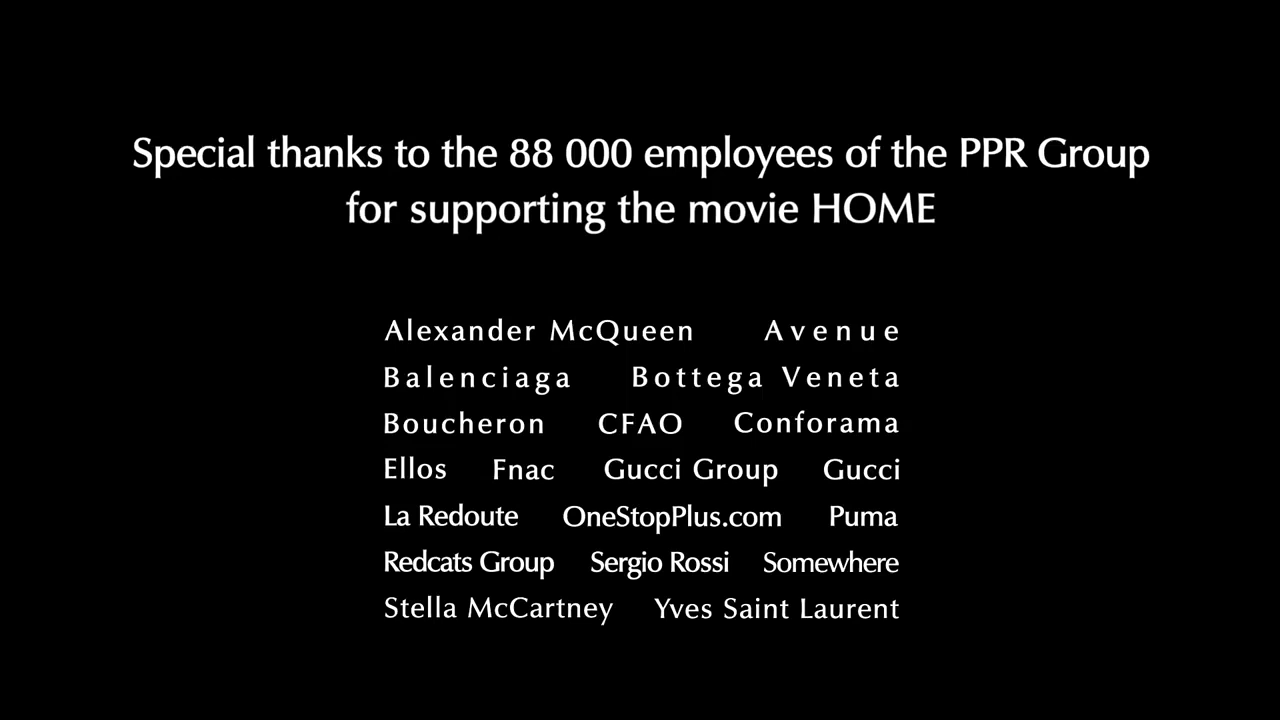 Special thanks to the 88 000 employees of the PPR Group
for supporting the movie HOME
Alexander McQueen Avenue
Balenciaga Bottega Veneta
Boucheron CFAO Conforama
Ellos Fnac Gucci Group Gucci
La Redoute OneStopPlus.com Puma
Redcats Group Sergio Rossi Somewhere
Stella McCartney Yves Saint Laurent